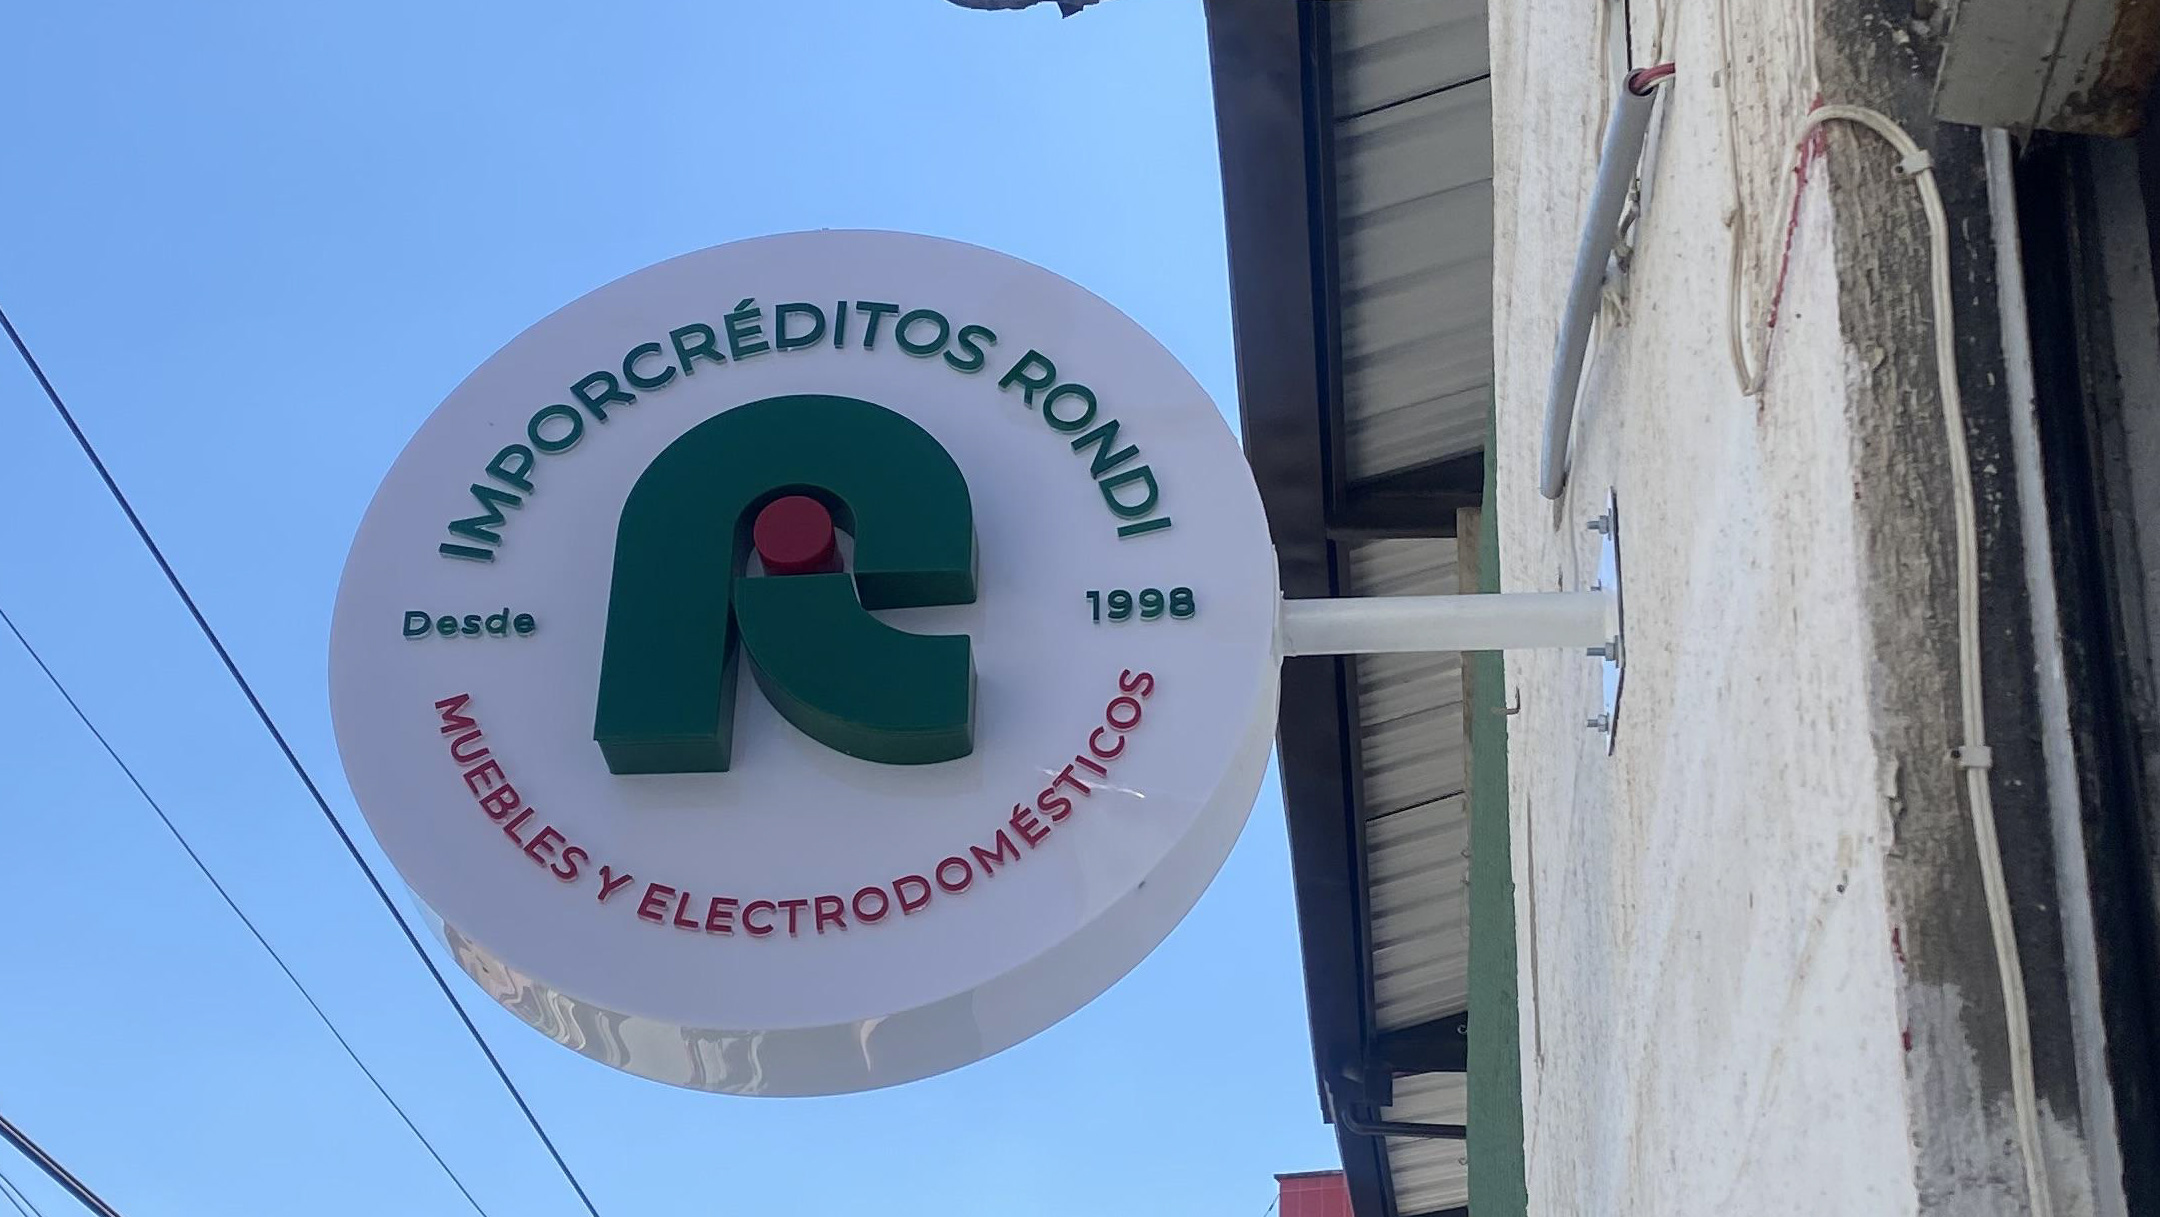 IMPORCRÉDITOS RONDI
R
Desde 1998
MUEBLES Y ELECTRODOMÉSTICOS